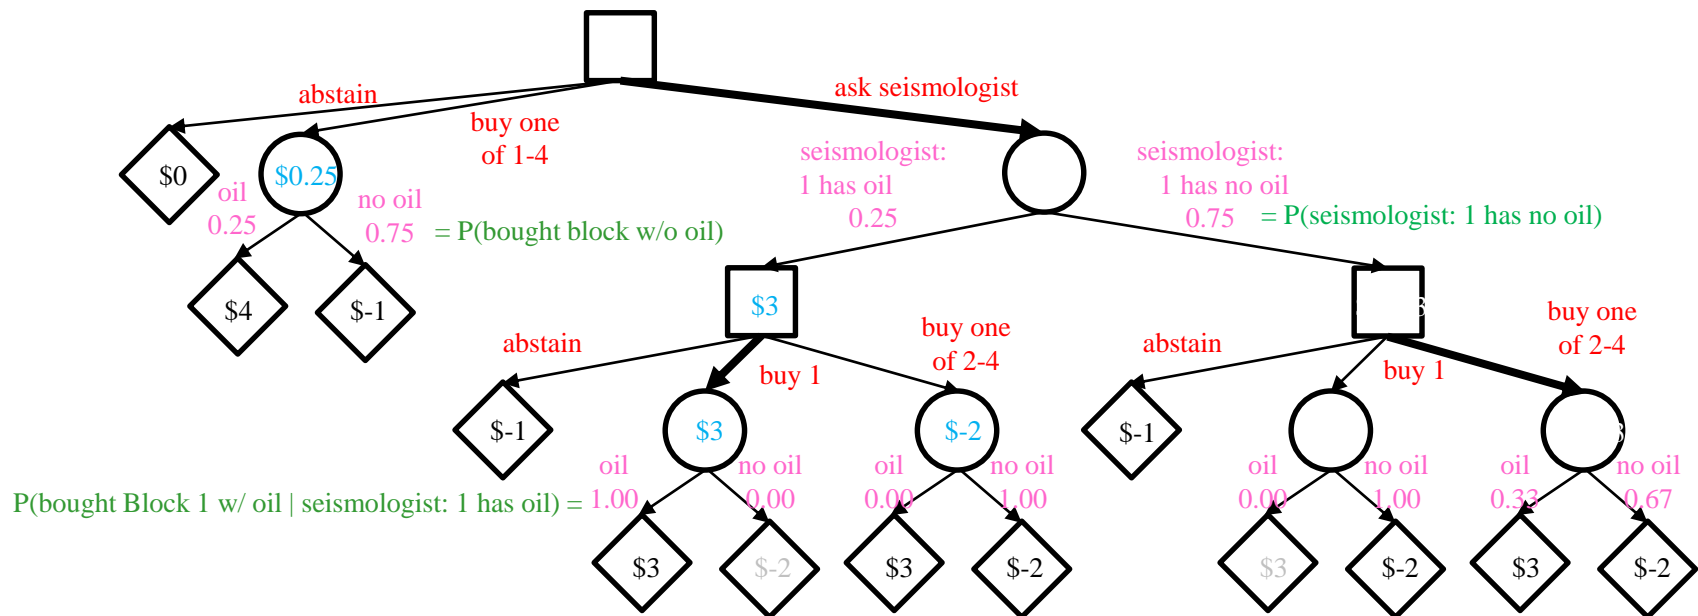 abstain
ask seismologist
buy one
of 1-4
$0
$0.25
oil
0.25
no oil
0.75
= P(bought block w/o oil)
seismologist:
1 has oil
0.25
seismologist:
1 has no oil
0.75
= P(seismologist: 1 has no oil)
$4
$-1
$3
3
abstain
buy 1
buy one
of 2-4
abstain
buy 1
buy one
of 2-4
$-1
$3
$-2
$-1
3
oil
1.00
no oil
0.00
oil
0.00
no oil
1.00
oil
0.00
no oil
1.00
oil
0.33
no oil
0.67
P(bought Block 1 w/ oil | seismologist: 1 has oil) =
$3
$-2
$3
$-2
$3
$-2
$3
$-2